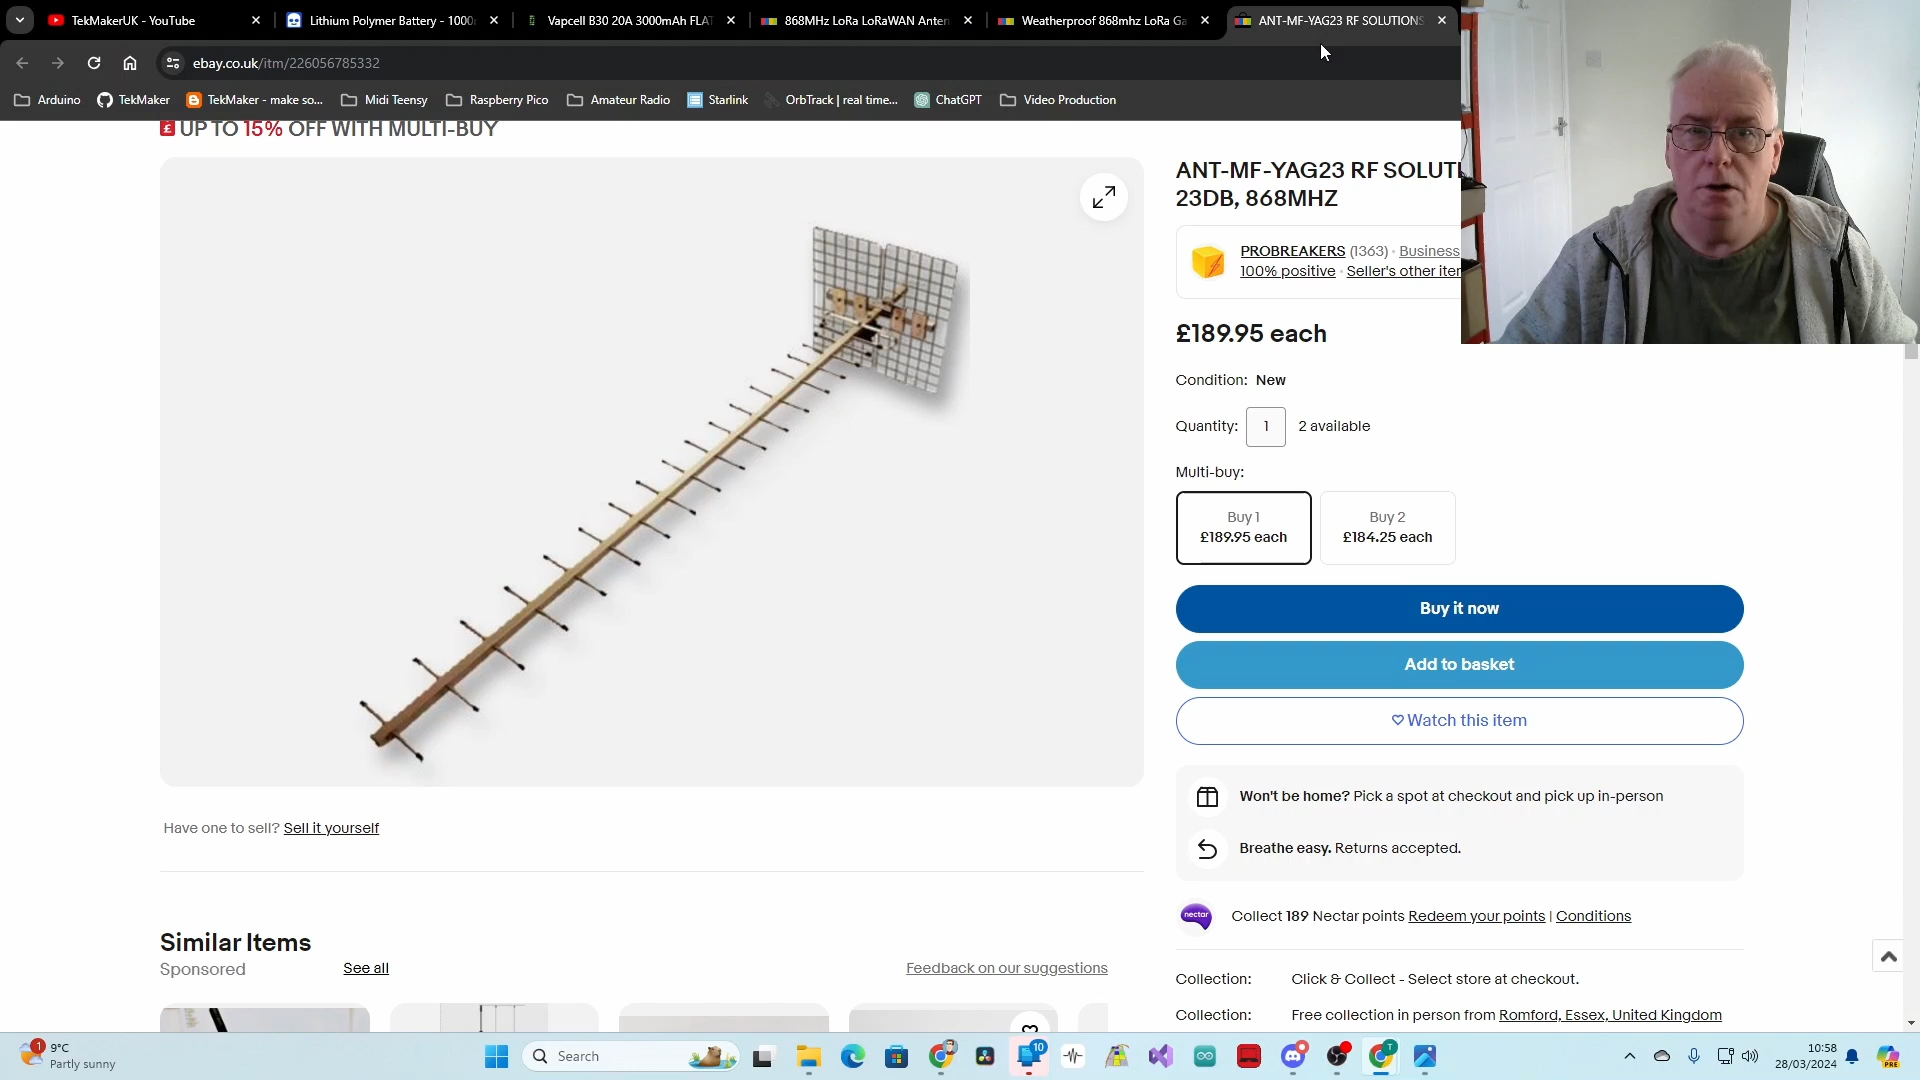 TekMakerUK - YouTube
Lithium Polymer Battery - 1000
Vapcell B30 20A 3000mAh FLAT
868MHz LoRa LoRaWAN Anten
Weatherproof 868mhz LoRa Ga
ANT-MF-YAG23 RF SOLUTIONS
ebay.co.uk/itm/226056785332
Arduino
TekMaker
TekMaker - make so...
Midi Teensy
Raspberry Pico
Amateur Radio
Starlink
OrbTrack | real time...
ChatGPT
Video Production
£ UP TO 15% OFF WITH MULTI-BUY
ANT-MF-YAG23 RF SOLUTI
23DB, 868MHZ
PROBREAKERS (1363) · Business
100% positive · Seller's other iter
£189.95 each
Condition: New
Quantity: 1 2 available
Multi-buy:
Buy 1 Buy 2
£189.95 each £184.25 each
Buy it now
Add to basket
Watch this item
Won't be home? Pick a spot at checkout and pick up in-person
Breathe easy. Returns accepted.
Have one to sell? Sell it yourself
nectar Collect 189 Nectar points Redeem your points | Conditions
Similar Items
Sponsored See all Feedback on our suggestions
Collection: Click & Collect - Select store at checkout.
Collection: Free collection in person from Romford, Essex, United Kingdom
1 9°C
Partly sunny
Search
10
T
10:58
28/03/2024
PRE